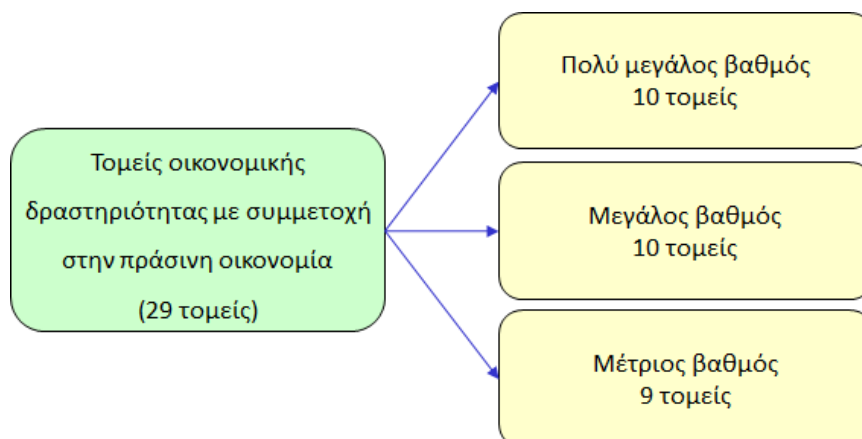 Τομείς οικονομικής
δραστηριότητας με συμμετοχή
στην πράσινη οικονομία
(29 τομείς)
Πολύ μεγάλος βαθμός
10 τομείς
Μεγάλος βαθμός
10 τομείς
Μέτριος βαθμός
9 τομείς